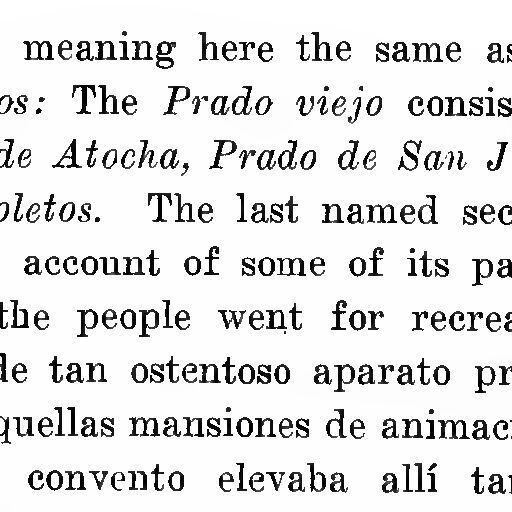 meaning here the same as
os: The Prado viejo consis
de Atocha, Prado de San J
oletos. The last named sec
account of some of its pa
the people went for recrea
de tan ostentoso aparato pr
quellas mansiones de animac
convento elevaba allí tan